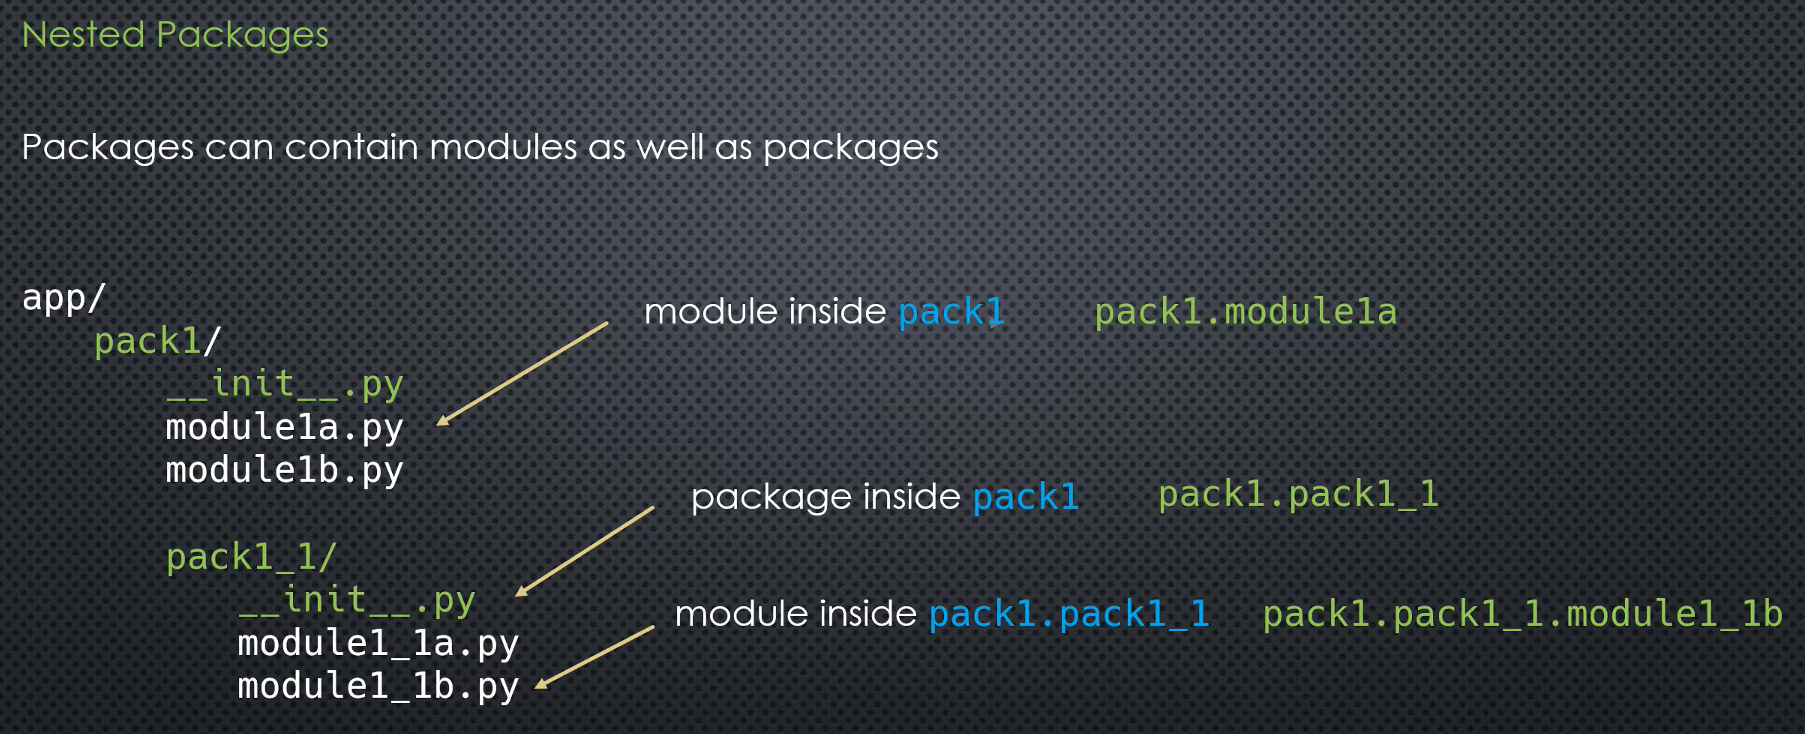 Nested Packages
Packages can contain modules as well as packages
app/
pack1/
__init__.py
module1a.py
module1b.py
pack1_1/
__init__.py
module1_1a.py
module1_1b.py
module inside pack1 pack1.module1a
package inside pack1 pack1.pack1_1
module inside pack1.pack1_1 pack1.pack1_1.module1_1b